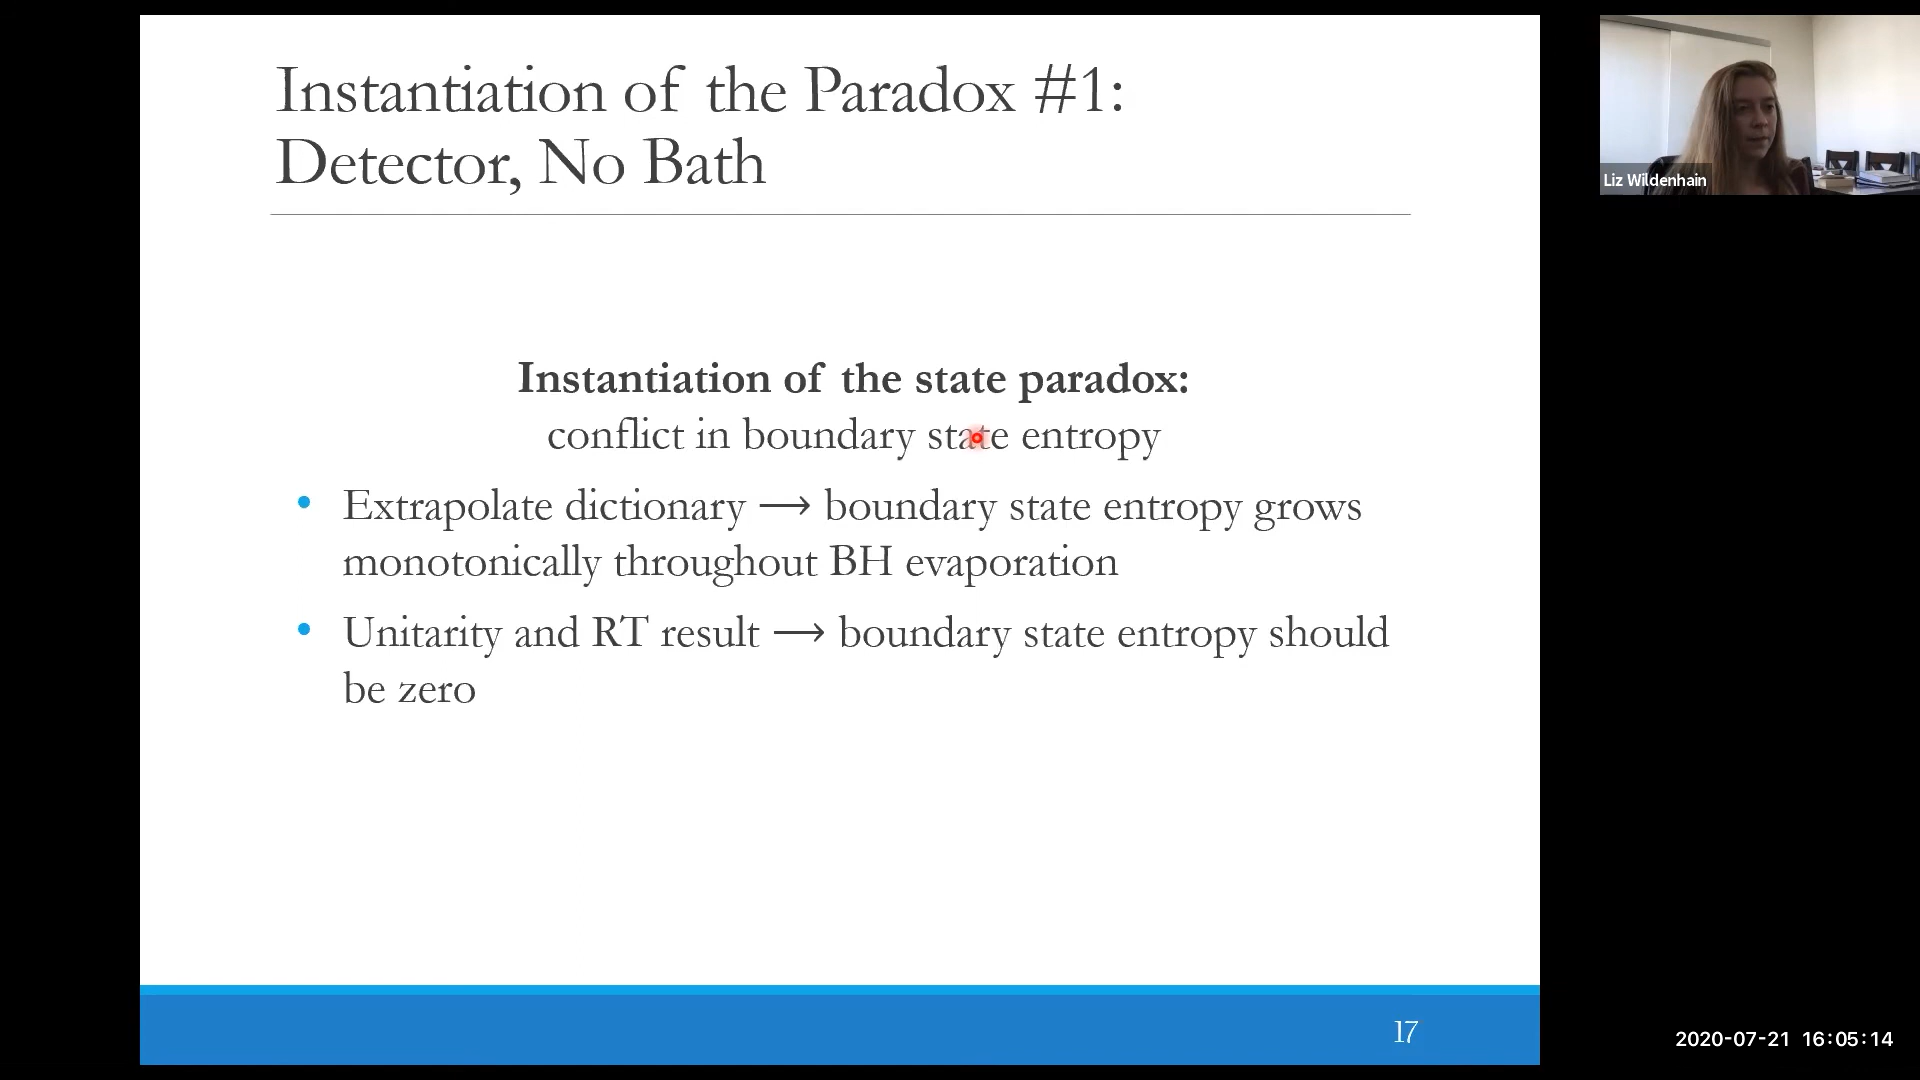 Instantiation of the Paradox #1:
Detector, No Bath
Liz Wildenhain
Instantiation of the state paradox:
conflict in boundary state entropy
• Extrapolate dictionary ⟶ boundary state entropy grows
monotonically throughout BH evaporation
• Unitarity and RT result ⟶ boundary state entropy should
be zero
17
2020-07-21 16:05:14